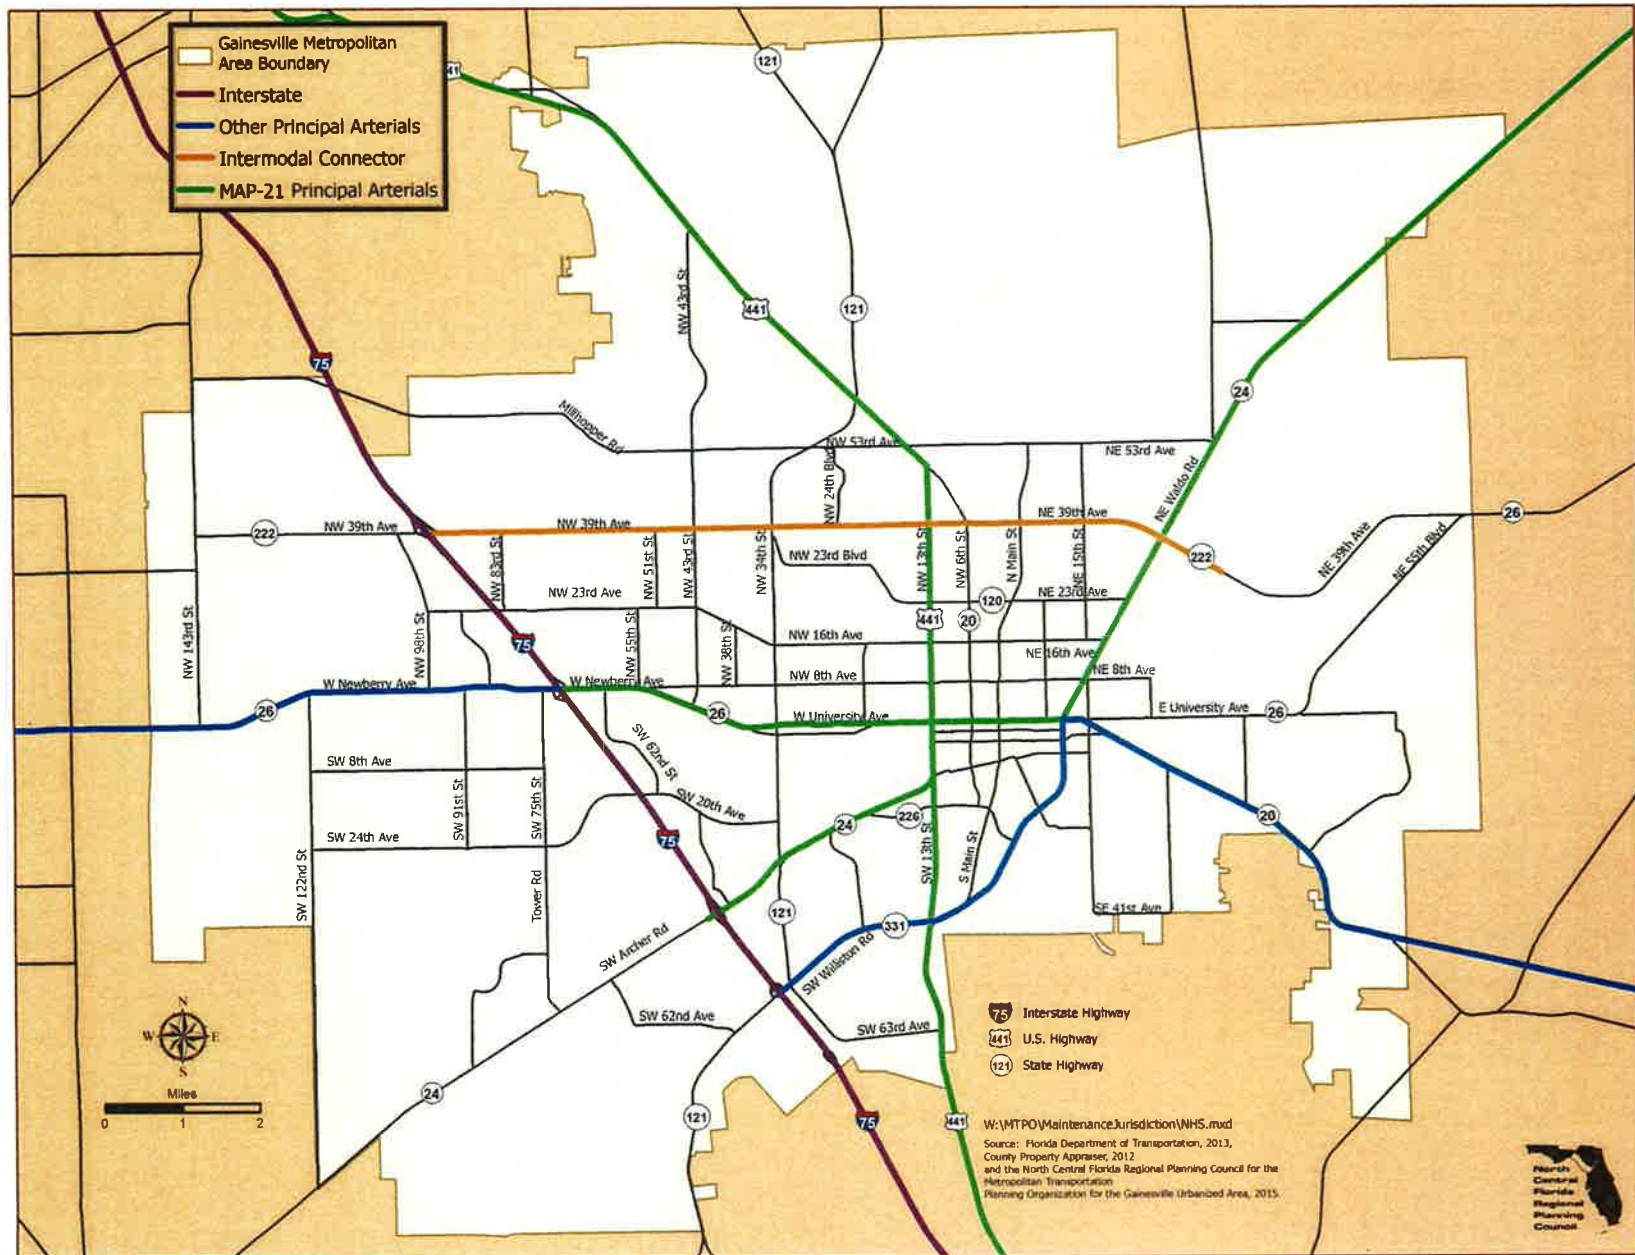 Gainesville Metropolitan
Area Boundary
Interstate
Other Principal Arterials
Intermodal Connector
MAP-21 Principal Arterials
41
121
NW 43rd St
441
121
75
24
Millhopper Rd
NW 53rd Ave
NE 53rd Ave
NW 24th Blvd
NE Waldo Rd
222
NW 39th Ave
NW 39th Ave
NE 39th Ave
26
NW 83rd St
NW 51st St
NW 43rd St
NW 34th St
NW 23rd Blvd
NW 13th St
NW 6th St
N Main St
NE 15th St
222
NE 39th Ave
NE 55th Blvd
NW 23rd Ave
120
NE 23rd Ave
NW 143rd St
NW 98th St
75
NW 55th St
NW 38th St
NW 16th Ave
441
20
NE 16th Ave
NW 8th Ave
NE 8th Ave
W Newberry Ave
W Newberry Ave
26
26
W University Ave
E University Ave
26
SW 62nd St
SW 8th Ave
SW 91st St
SW 75th St
SW 20th Ave
24
226
20
SW 24th Ave
75
SW 13th St
S Main St
SW 122nd St
Tower Rd
121
SE 41st Ave
331
SW Archer Rd
SW Williston Rd
SW 62nd Ave
SW 63rd Ave
N
W E
S
Miles
0 1 2
24
121
75
441
75 Interstate Highway
441 U.S. Highway
121 State Highway
W:\MTPO\MaintenanceJurisdiction\NHS.mxd
Source: Florida Department of Transportation, 2013,
County Property Appraiser, 2012
and the North Central Florida Regional Planning Council for the
Metropolitan Transportation
Planning Organization for the Gainesville Urbanized Area, 2015.
North
Central
Florida
Regional
Planning
Council